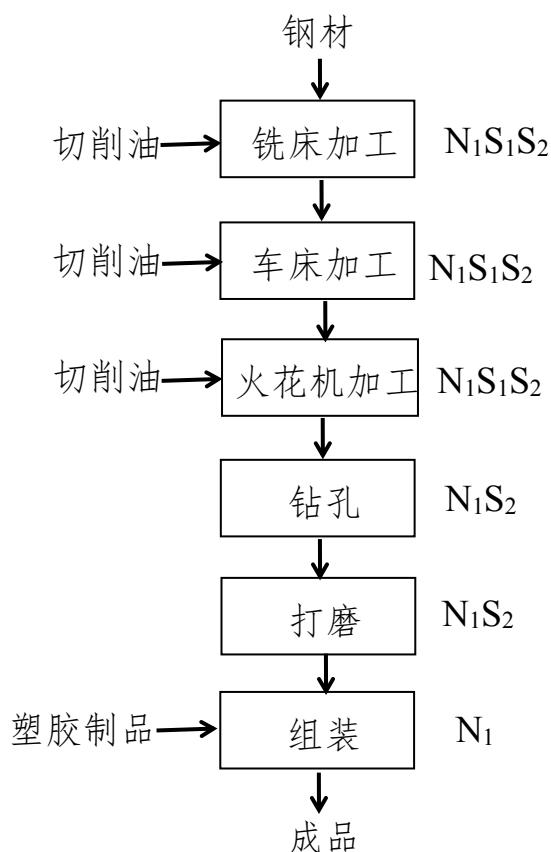 钢材
切削油 铣床加工 N₁S₁S₂
切削油 车床加工 N₁S₁S₂
切削油 火花机加工 N₁S₁S₂
钻孔 N₁S₂
打磨 N₁S₂
塑胶制品 组装 N₁
成品